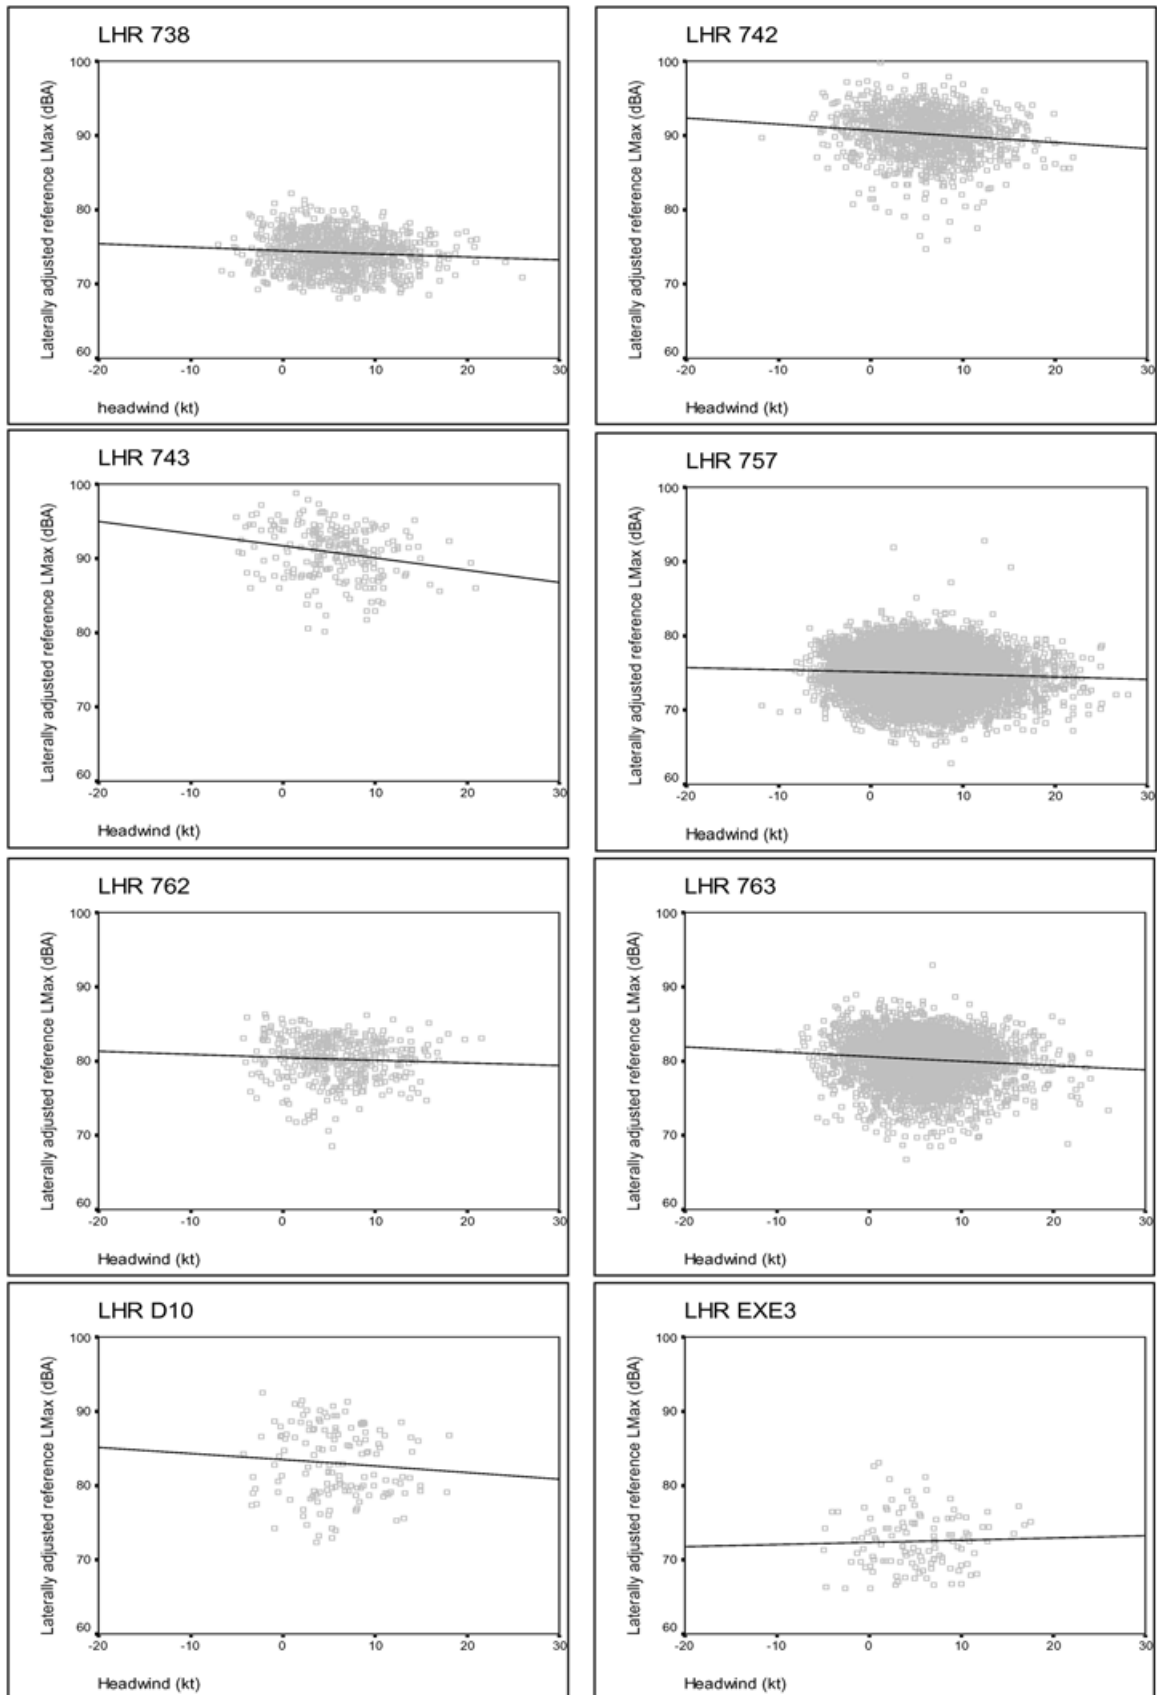 LHR 738
Laterally adjusted reference LMax (dBA)
100
90
80
70
60
-20 -10 0 10 20 30
headwind (kt)
LHR 742
Laterally adjusted reference LMax (dBA)
100
90
80
70
60
-20 -10 0 10 20 30
Headwind (kt)
LHR 743
Laterally adjusted reference LMax (dBA)
100
90
80
70
60
-20 -10 0 10 20 30
Headwind (kt)
LHR 757
Laterally adjusted reference LMax (dBA)
100
90
80
70
60
-20 -10 0 10 20 30
Headwind (kt)
LHR 762
Laterally adjusted reference LMax (dBA)
100
90
80
70
60
-20 -10 0 10 20 30
Headwind (kt)
LHR 763
Laterally adjusted reference LMax (dBA)
100
90
80
70
60
-20 -10 0 10 20 30
Headwind (kt)
LHR D10
Laterally adjusted reference LMax (dBA)
100
90
80
70
60
-20 -10 0 10 20 30
Headwind (kt)
LHR EXE3
Laterally adjusted reference LMax (dBA)
100
90
80
70
60
-20 -10 0 10 20 30
Headwind (kt)